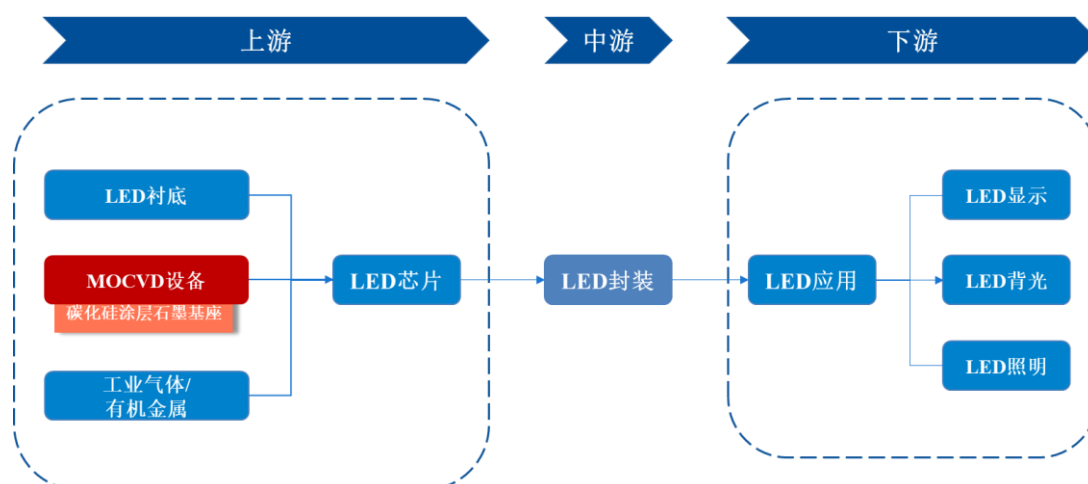 上游
中游
下游
LED衬底
MOCVD设备
碳化硅涂层石墨基座
工业气体/
有机金属
LED芯片
LED封装
LED应用
LED显示
LED背光
LED照明